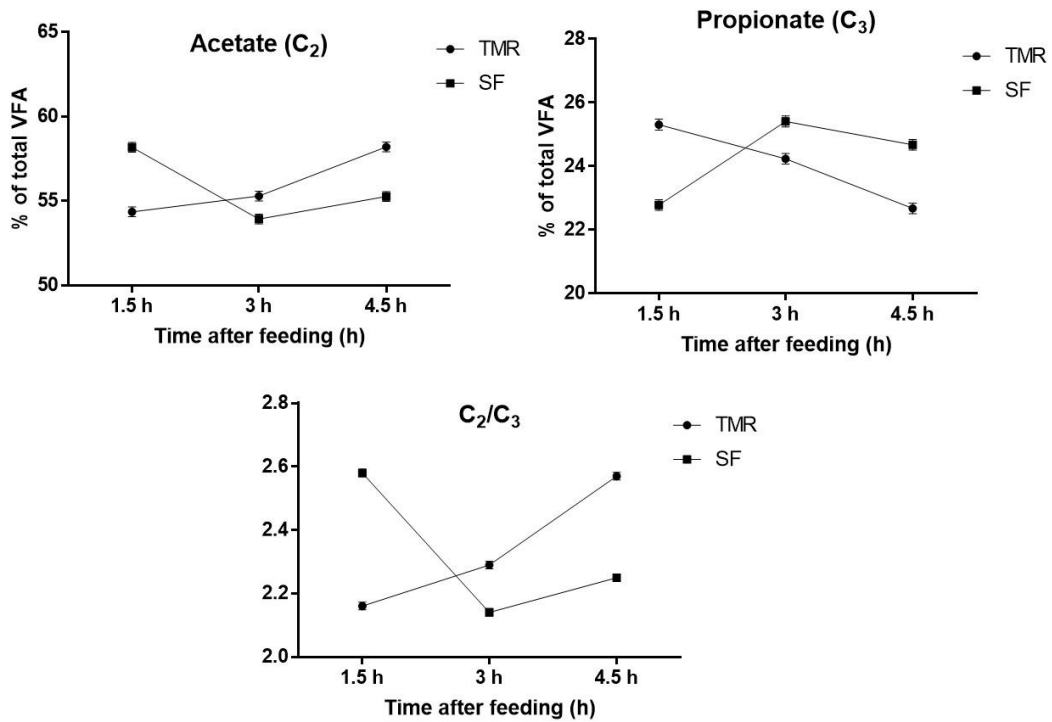 Acetate (C₂)
TMR
SF
% of total VFA
65
60
55
50
1.5 h
3 h
4.5 h
Time after feeding (h)
Propionate (C₃)
TMR
SF
% of total VFA
28
26
24
22
20
1.5 h
3 h
4.5 h
Time after feeding (h)
C₂/C₃
TMR
SF
2.8
2.6
2.4
2.2
2.0
1.5 h
3 h
4.5 h
Time after feeding (h)